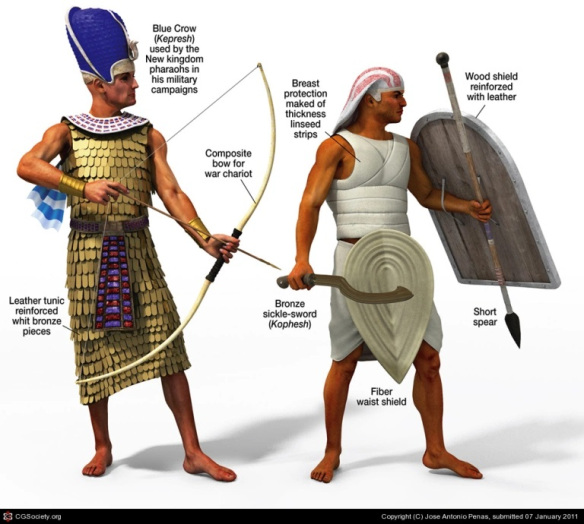 Blue Crow
(Kepresh)
used by the
New kingdom
pharaohs in
his military
campaigns
Breast
protection
maked of
thickness
linseed
strips
Wood shield
reinforzed
with leather
Composite
bow for
war chariot
Leather tunic
reinforced
whit bronze
pieces
Bronze
sickle-sword
(Kophesh)
Short
spear
Fiber
waist shield
CGSociety.org
Copyright (C) Jose Antonio Penas, submitted 07 January 2011